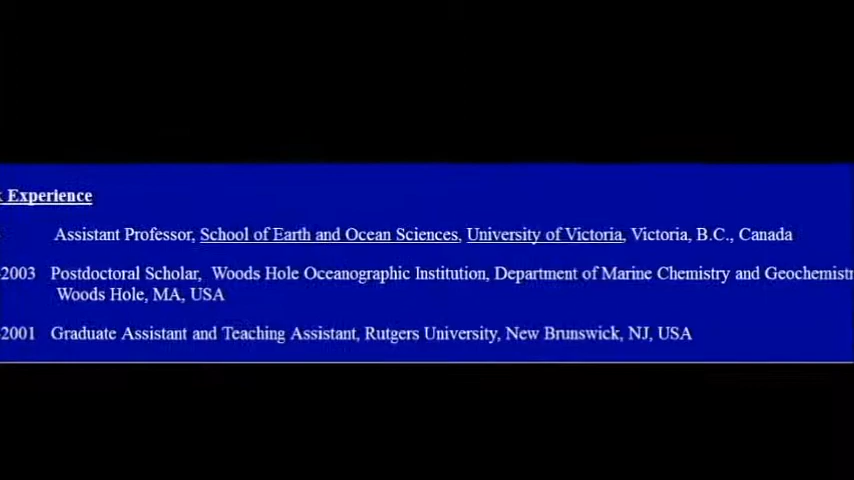 Experience
Assistant Professor, School of Earth and Ocean Sciences, University of Victoria, Victoria, B.C., Canada
-2003 Postdoctoral Scholar, Woods Hole Oceanographic Institution, Department of Marine Chemistry and Geochemistr
Woods Hole, MA, USA
-2001 Graduate Assistant and Teaching Assistant, Rutgers University, New Brunswick, NJ, USA